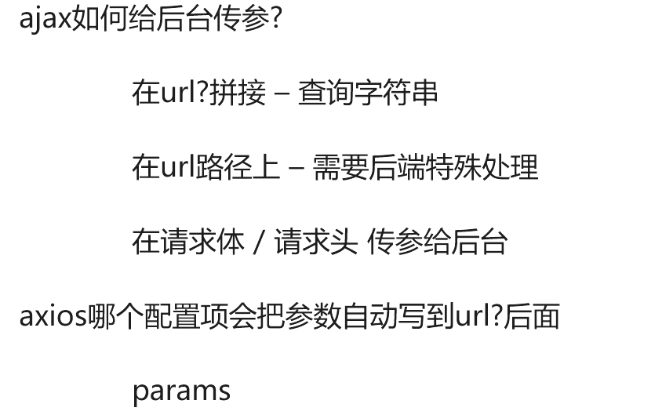 ajax如何给后台传参?
在url?拼接 – 查询字符串
在url路径上 – 需要后端特殊处理
在请求体 / 请求头 传参给后台
axios哪个配置项会把参数自动写到url?后面
params